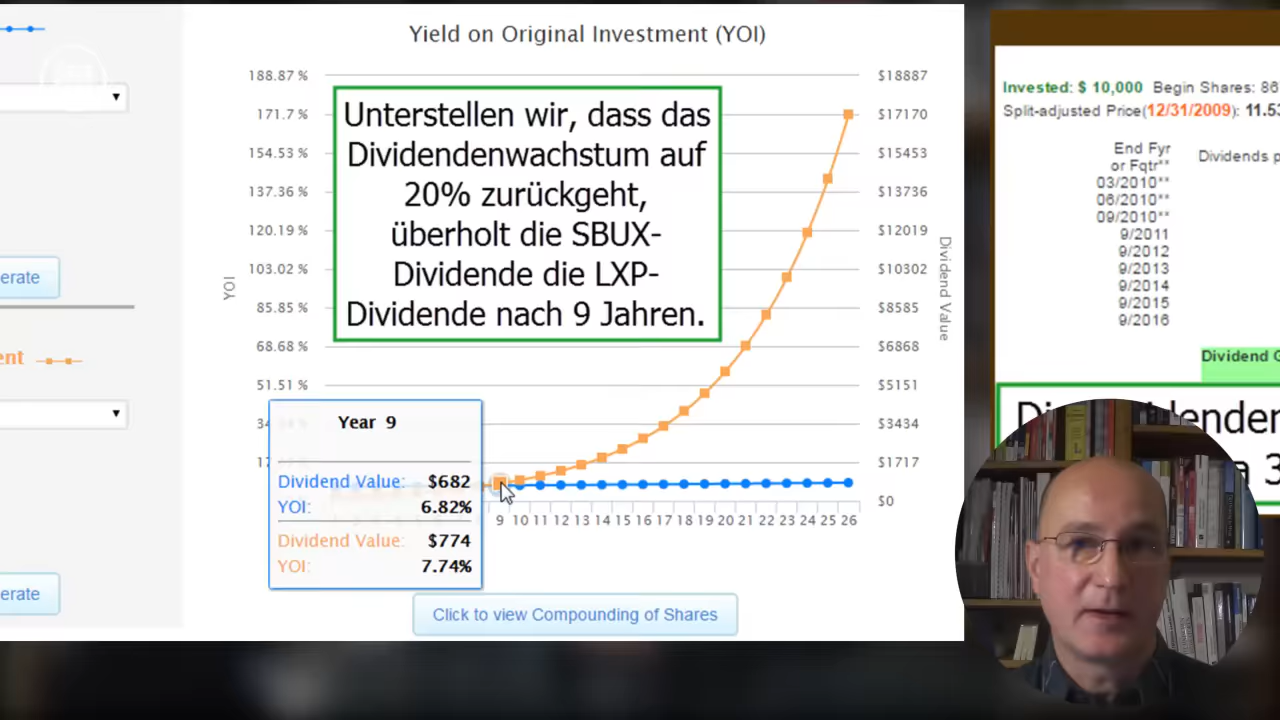 Yield on Original Investment (YOI)
188.87 %
171.7 %
154.53 %
137.36 %
120.19 %
103.02 %
85.85 %
68.68 %
51.51 %
YOI
$18887
$17170
$15453
$13736
$12019
$10302
$8585
$6868
$5151
$3434
$1717
$0
Dividend Value
Unterstellen wir, dass das
Dividendenwachstum auf
20% zurückgeht,
überholt die SBUX-
Dividende die LXP-
Dividende nach 9 Jahren.
Year 9
Dividend Value: $682
YOI: 6.82%
Dividend Value: $774
YOI: 7.74%
9 10 11 12 13 14 15 16 17 18 19 20 21 22 23 24 25 26
Click to view Compounding of Shares
erate
ent
erate
Invested: $ 10,000 Begin Shares: 86
Split-adjusted Price(12/31/2009): 11.53
End Fyr
or Fqtr**
Dividends p
03/2010**
06/2010**
09/2010**
9/2011
9/2012
9/2013
9/2014
9/2015
9/2016
Dividend G